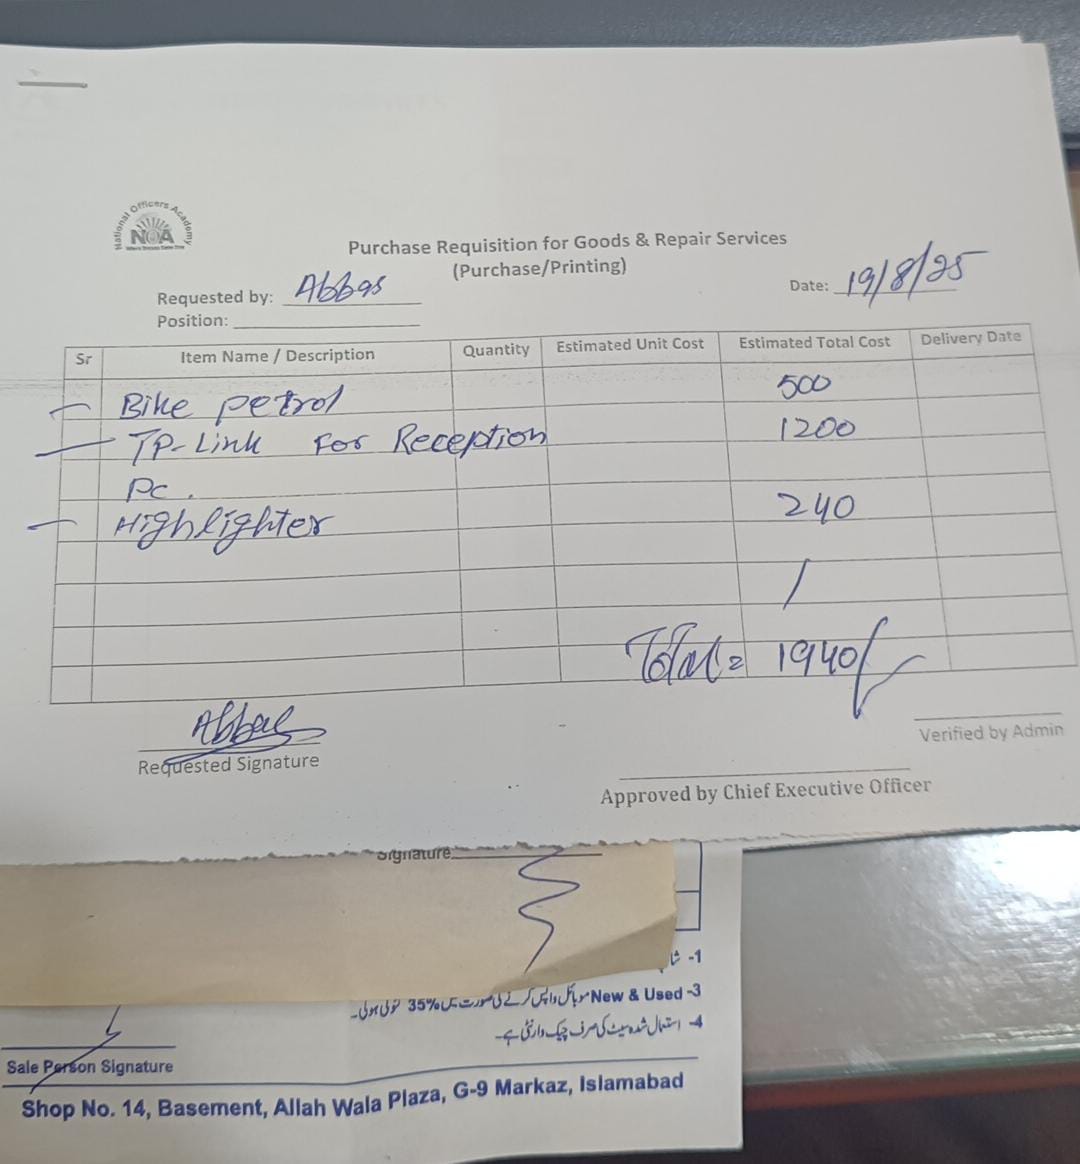 National Officers Academy
NOA
Purchase Requisition for Goods & Repair Services
(Purchase/Printing)
Requested by: Abbas
Date: 19/8/25
Position:
Sr Item Name / Description Quantity Estimated Unit Cost Estimated Total Cost Delivery Date
Bike petrol 500
TP-Link For Reception 1200
Pc.
Highlighter 240
Total = 1940/
Abbas
Requested Signature
Verified by Admin
Approved by Chief Executive Officer
Signature
1-
3- New & Used موبائل واپس کرنے کی صورت میں 35% کٹوتی ہوگی۔
4- استعمال شدہ سیٹ کی صرف چیک وارنٹی ہے۔
Sale Person Signature
Shop No. 14, Basement, Allah Wala Plaza, G-9 Markaz, Islamabad